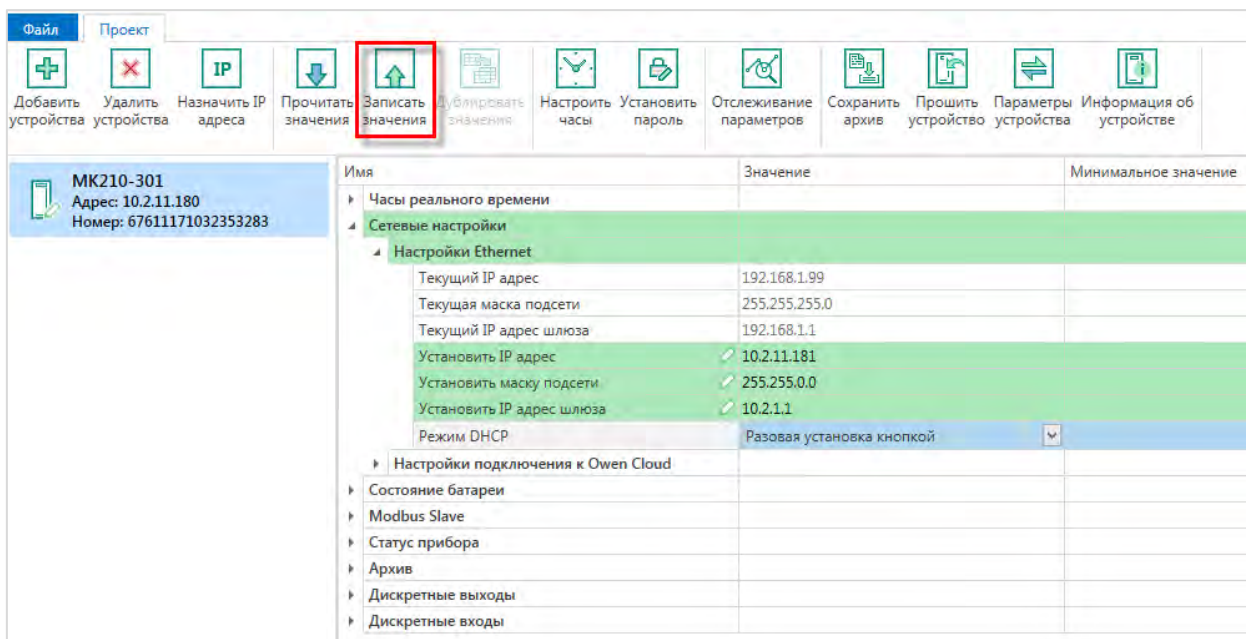 Файл Проект
IP
Добавить устройства
Удалить устройства
Назначить IP адреса
Прочитать значения
Записать значения
Дублировать значения
Настроить часы
Установить пароль
Отслеживание параметров
Сохранить архив
Прошить устройство
Параметры устройства
Информация об устройстве
МК210-301
Адрес: 10.2.11.180
Номер: 67611171032353283
Имя Значение Минимальное значение
Часы реального времени
Сетевые настройки
Настройки Ethernet
Текущий IP адрес 192.168.1.99
Текущая маска подсети 255.255.255.0
Текущий IP адрес шлюза 192.168.1.1
Установить IP адрес 10.2.11.181
Установить маску подсети 255.255.0.0
Установить IP адрес шлюза 10.2.1.1
Режим DHCP Разовая установка кнопкой
Настройки подключения к Owen Cloud
Состояние батареи
Modbus Slave
Статус прибора
Архив
Дискретные выходы
Дискретные входы